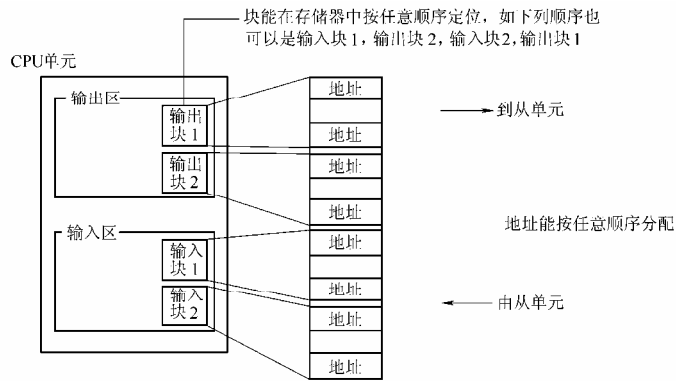 块能在存储器中按任意顺序定位，如下列顺序也
可以是输入块1，输出块2，输入块2，输出块1
CPU单元
输出区
输出
块1
输出
块2
输入区
输入
块1
输入
块2
地址
地址
地址
地址
地址
地址
地址
地址
到从单元
地址能按任意顺序分配
由从单元